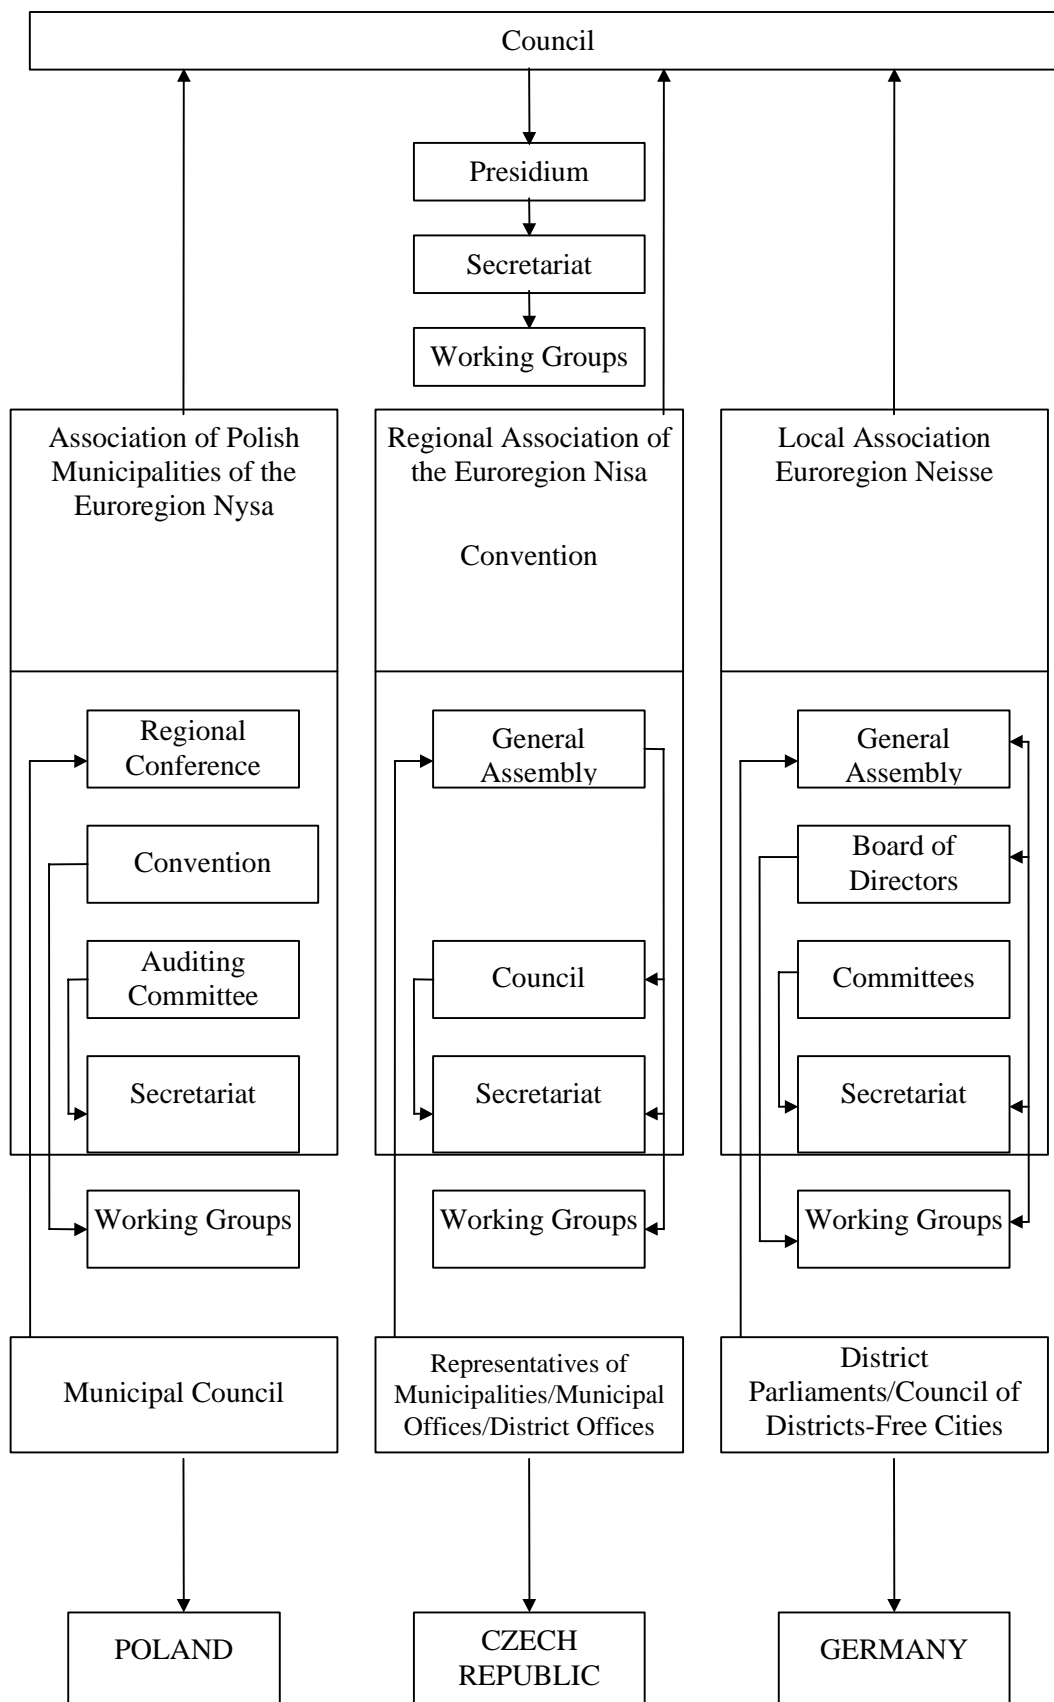 Council
Presidium
Secretariat
Working Groups
Association of Polish
Municipalities of the
Euroregion Nysa
Regional Association of
the Euroregion Nisa
Convention
Local Association
Euroregion Neisse
Regional
Conference
Convention
Auditing
Committee
Secretariat
Working Groups
General
Assembly
Council
Secretariat
Working Groups
General
Assembly
Board of
Directors
Committees
Secretariat
Working Groups
Municipal Council
Representatives of
Municipalities/Municipal
Offices/District Offices
District
Parliaments/Council of
Districts-Free Cities
POLAND
CZECH
REPUBLIC
GERMANY